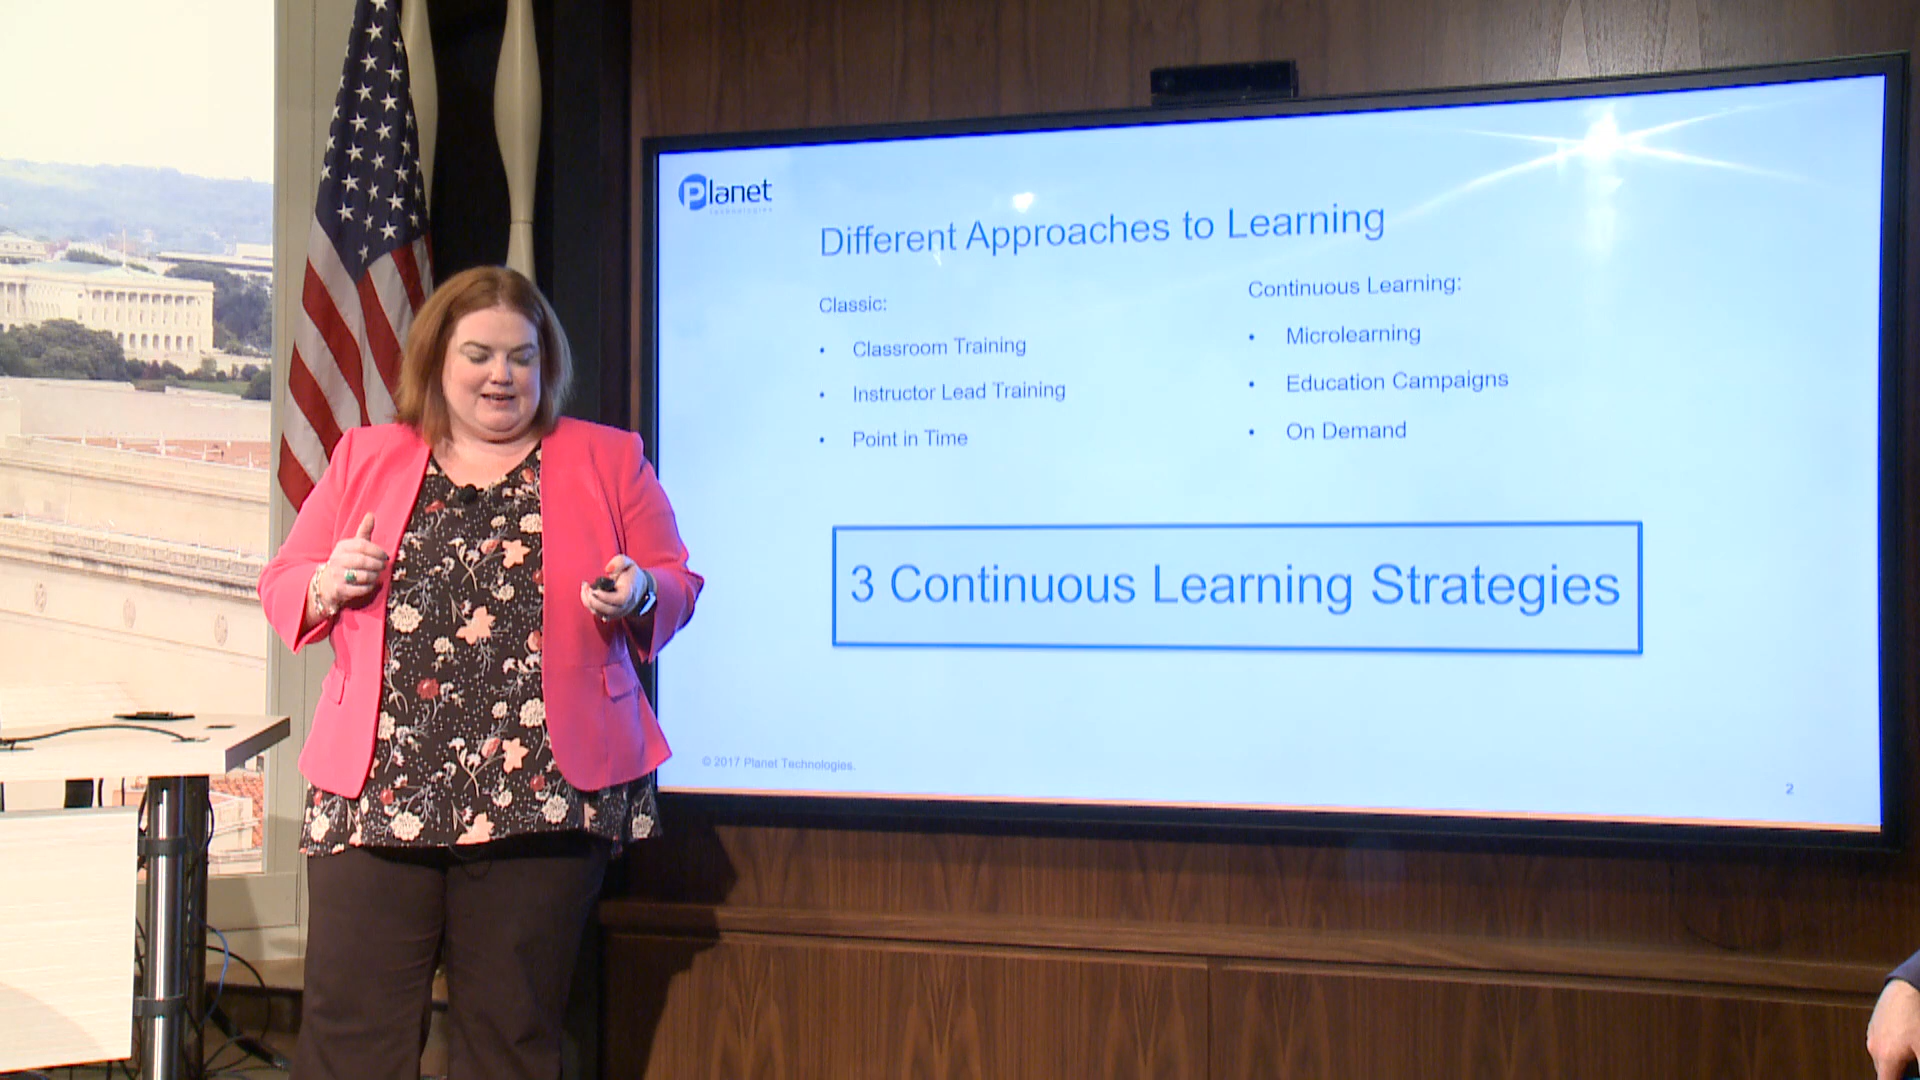 Planet
technologies
Different Approaches to Learning
Classic:
• Classroom Training
• Instructor Lead Training
• Point in Time
Continuous Learning:
• Microlearning
• Education Campaigns
• On Demand
3 Continuous Learning Strategies
© 2017 Planet Technologies.
2